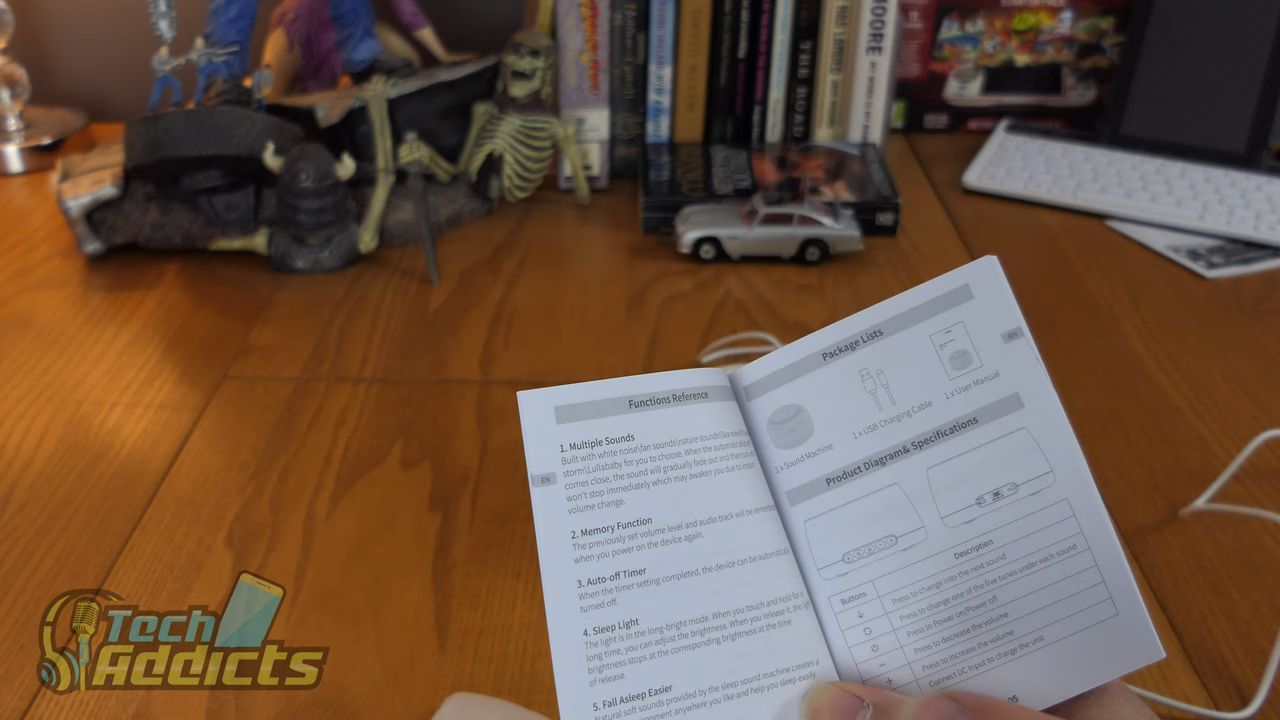 Functions Reference
EN
1. Multiple Sounds
Built with white noise\fan sounds\nature sounds\
storm\Lullababy for you to choose. When the automatic
comes close, the sound will gradually fade out and then
won't stop immediately which may awaken you due to
volume change.
2. Memory Function
The previously set volume level and audio track will be
when you power on the device again.
3. Auto-off Timer
When the timer setting completed, the device can be
turned off.
4. Sleep Light
The light is in the long-bright mode. When you touch and hold for a
long time, you can adjust the brightness. When you release it, the
brightness stops at the corresponding brightness at the time
of release.
5. Fall Asleep Easier
Natural soft sounds provided by the sleep sound machine creates a
anywhere you like and help you sleep easily
Package Lists
EN
1 x Sound Machine
1 x USB Charging Cable
1 x User Manual
Product Diagram& Specifications
Buttons Description
Press to change into the next sound
Press to change one of the five tunes under each sound
Press to Power on/Power off
− Press to decrease the volume
+ Press to increase the volume
Connect DC Input to charge the unit
05
THE ROAD
MOORE
Tech
Addicts